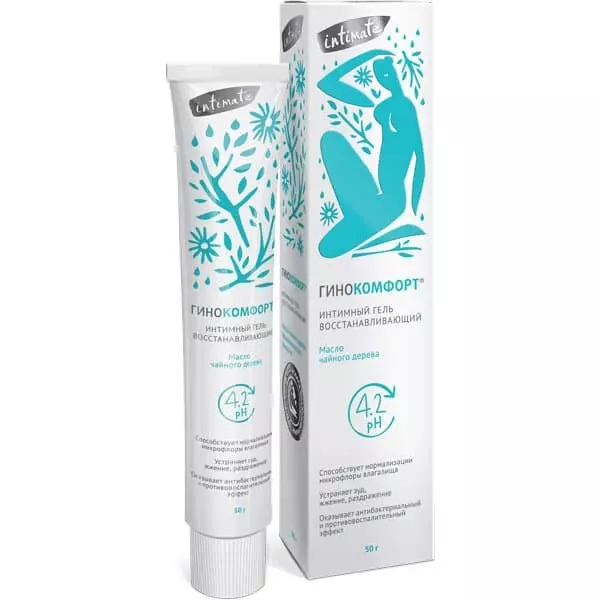 intimate
ГИНОКОМФОРТ
ИНТИМНЫЙ ГЕЛЬ
ВОССТАНАВЛИВАЮЩИЙ
Масло
чайного дерева
4.2
pH
Способствует нормализации
микрофлоры влагалища
Устраняет зуд,
жжение, раздражение
Оказывает антибактериальный
и противовоспалительный
эффект
50 г
intimate
ГИНОКОМФОРТ®
ИНТИМНЫЙ ГЕЛЬ
ВОССТАНАВЛИВАЮЩИЙ
Масло
чайного дерева
4.2
pH
Способствует нормализации
микрофлоры влагалища
Устраняет зуд,
жжение, раздражение
Оказывает антибактериальный
и противовоспалительный
эффект
50 г